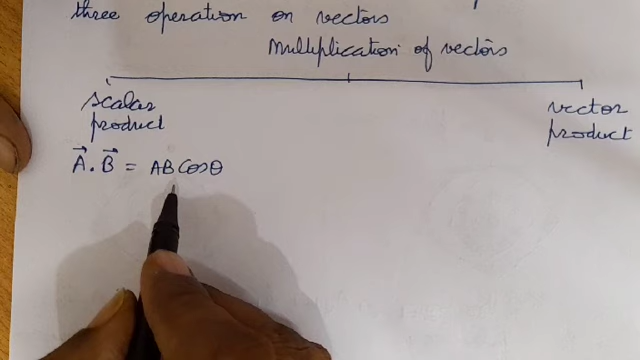 three operation on vectors
Multiplication of vectors
scalar product
vector product
A⃗ . B⃗ = AB Cosθ